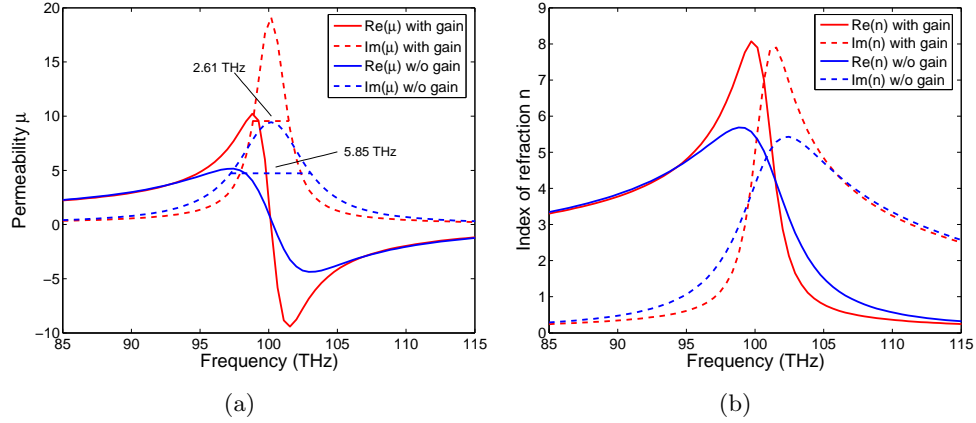 Permeability μ
20
15
10
5
0
−5
−10
85
90
95
100
105
110
115
Frequency (THz)
Re(μ) with gain
Im(μ) with gain
Re(μ) w/o gain
Im(μ) w/o gain
2.61 THz
5.85 THz
(a)
Index of refraction n
9
8
7
6
5
4
3
2
1
0
85
90
95
100
105
110
115
Frequency (THz)
Re(n) with gain
Im(n) with gain
Re(n) w/o gain
Im(n) w/o gain
(b)